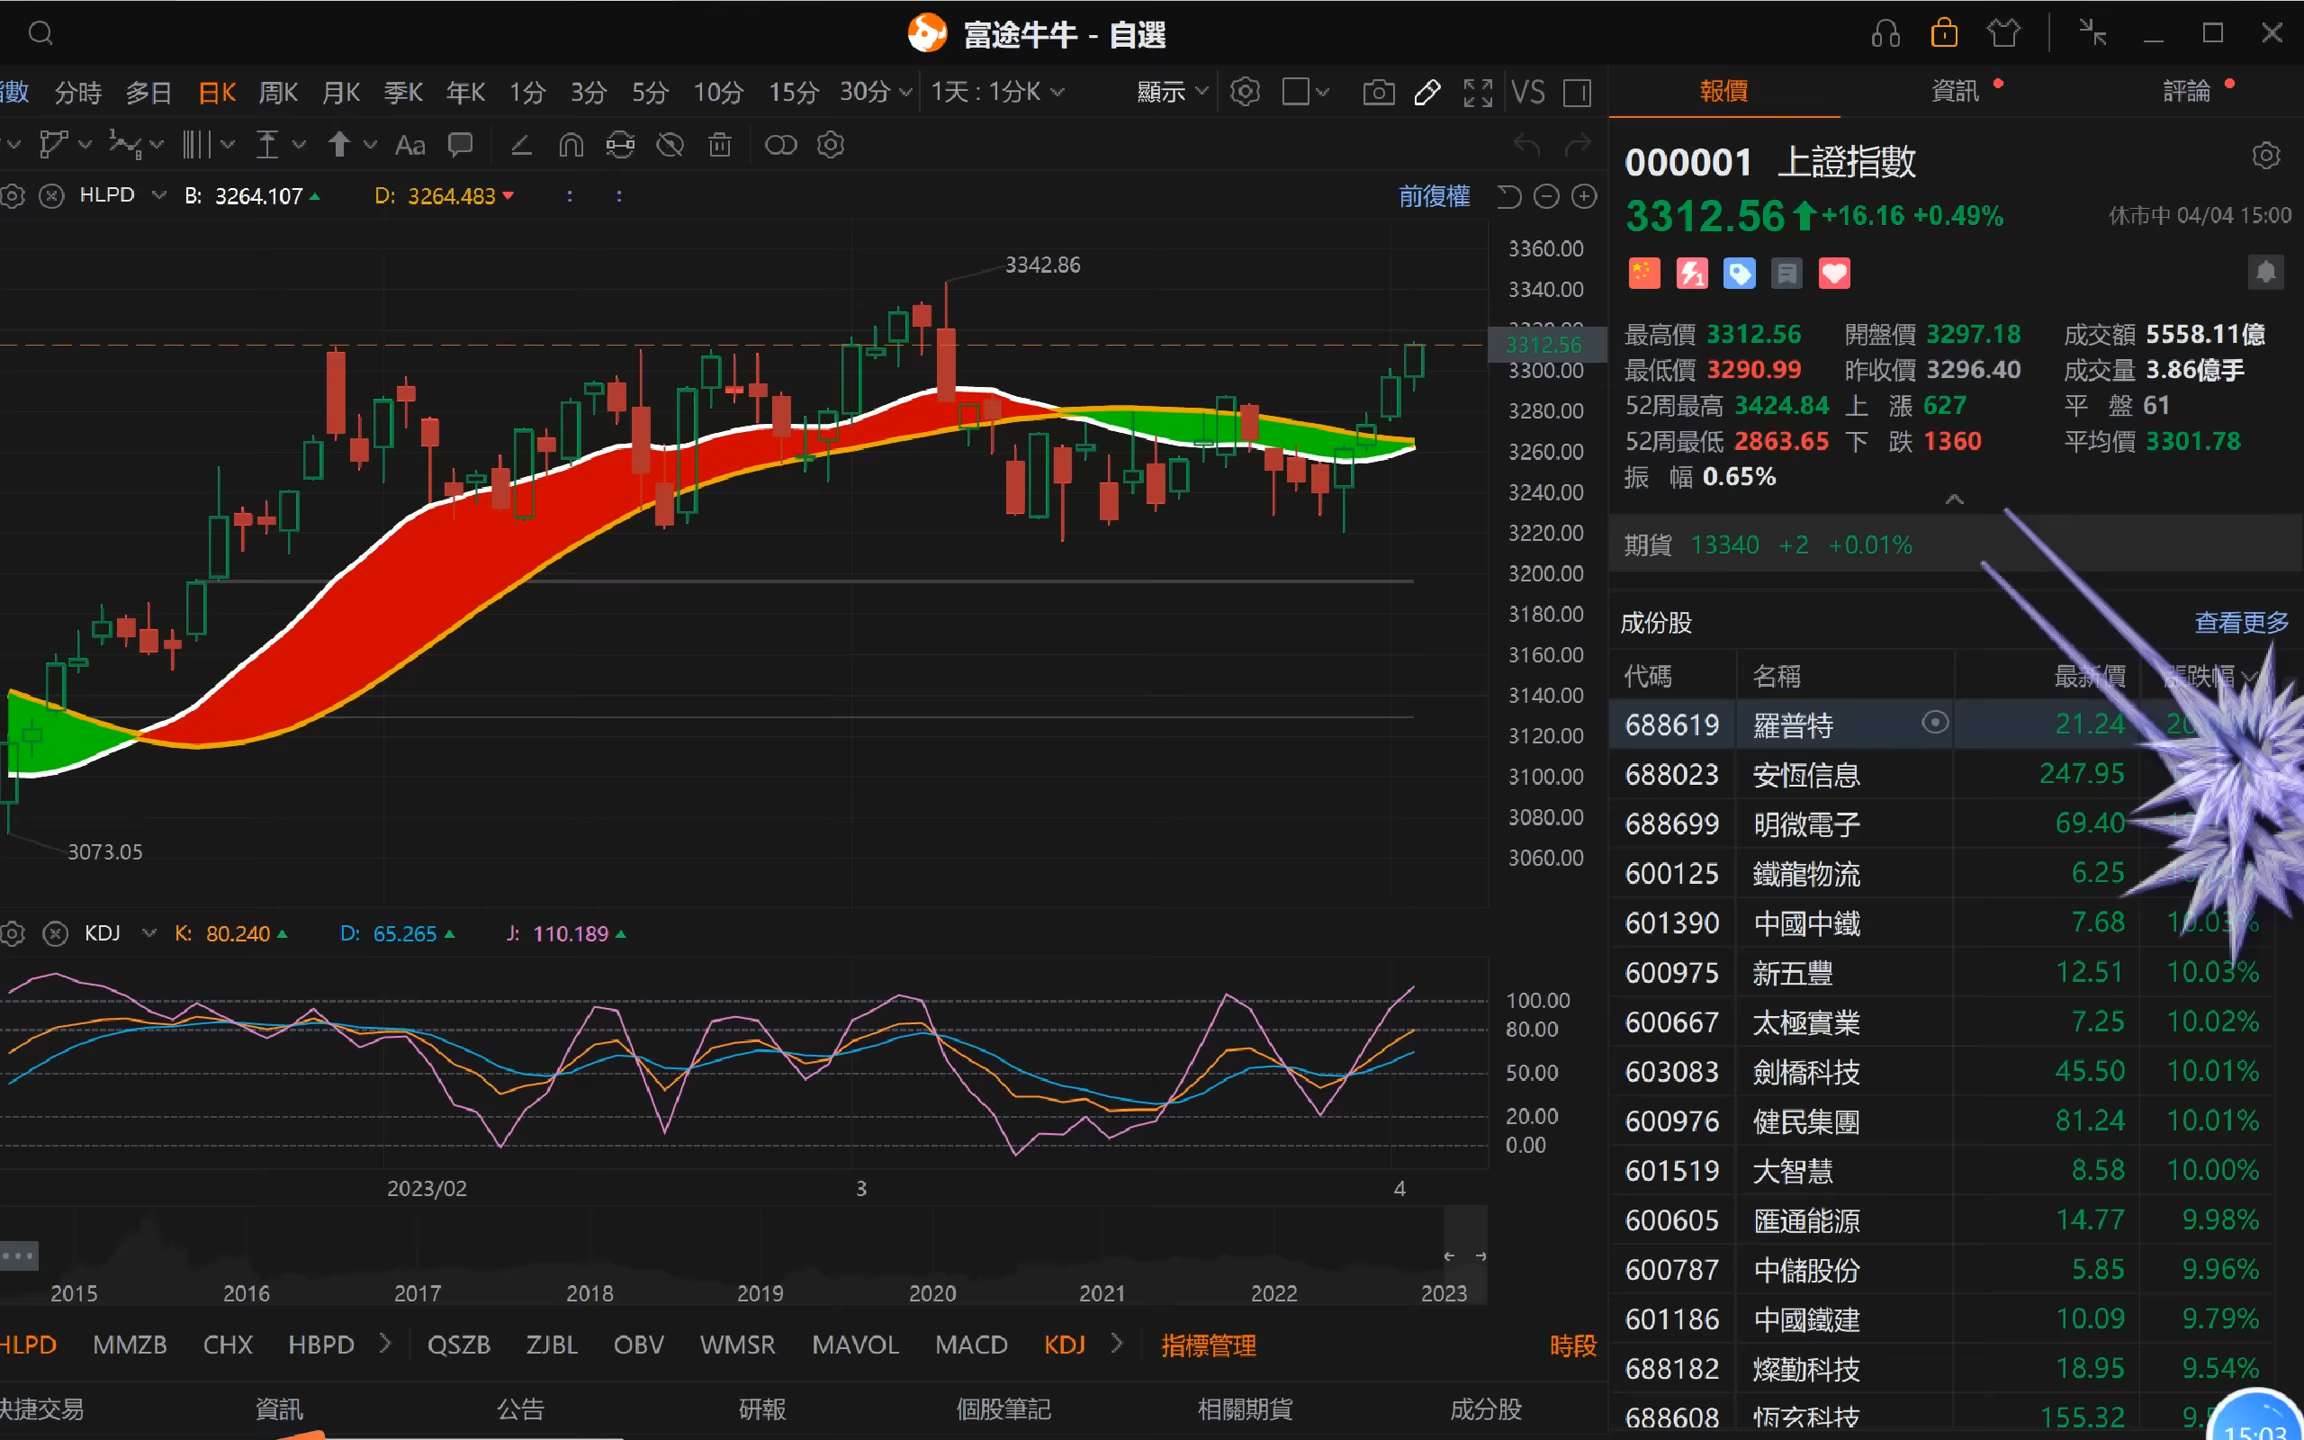 富途牛牛 - 自選
指數 分時 多日 日K 周K 月K 季K 年K 1分 3分 5分 10分 15分 30分 1天 : 1分K 顯示 VS
Aa
HLPD B: 3264.107 D: 3264.483 : : 前復權
3342.86
3073.05
3360.00
3340.00
3312.56
3300.00
3280.00
3260.00
3240.00
3220.00
3200.00
3180.00
3160.00
3140.00
3120.00
3100.00
3080.00
3060.00
KDJ K: 80.240 D: 65.265 J: 110.189
100.00
80.00
50.00
20.00
0.00
2023/02 3 4
2015 2016 2017 2018 2019 2020 2021 2022 2023
HLPD MMZB CHX HBPD QSZB ZJBL OBV WMSR MAVOL MACD KDJ 指標管理 時段
快捷交易 資訊 公告 研報 個股筆記 相關期貨 成分股
報價 資訊 評論
000001 上證指數
3312.56 +16.16 +0.49% 休市中 04/04 15:00
最高價 3312.56 開盤價 3297.18 成交額 5558.11億
最低價 3290.99 昨收價 3296.40 成交量 3.86億手
52周最高 3424.84 上 漲 627 平 盤 61
52周最低 2863.65 下 跌 1360 平均價 3301.78
振 幅 0.65%
期貨 13340 +2 +0.01%
成份股 查看更多
代碼 名稱 最新價 漲跌幅
688619 羅普特 21.24
688023 安恆信息 247.95
688699 明微電子 69.40
600125 鐵龍物流 6.25
601390 中國中鐵 7.68 10.03%
600975 新五豐 12.51 10.03%
600667 太極實業 7.25 10.02%
603083 劍橋科技 45.50 10.01%
600976 健民集團 81.24 10.01%
601519 大智慧 8.58 10.00%
600605 匯通能源 14.77 9.98%
600787 中儲股份 5.85 9.96%
601186 中國鐵建 10.09 9.79%
688182 燦勤科技 18.95 9.54%
688608 恆玄科技 155.32
15:03